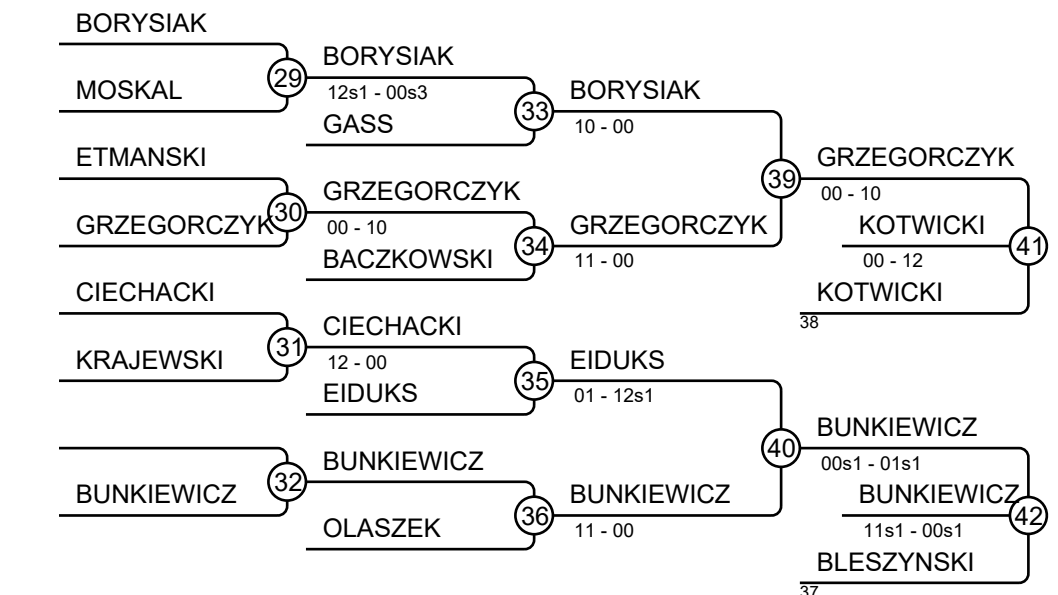 BORYSIAK
MOSKAL
29
BORYSIAK
12s1 - 00s3
GASS
33
BORYSIAK
10 - 00
ETMANSKI
GRZEGORCZYK
30
GRZEGORCZYK
00 - 10
BACZKOWSKI
34
GRZEGORCZYK
11 - 00
39
GRZEGORCZYK
00 - 10
KOTWICKI
00 - 12
41
KOTWICKI
38
CIECHACKI
KRAJEWSKI
31
CIECHACKI
12 - 00
EIDUKS
35
EIDUKS
01 - 12s1
BUNKIEWICZ
32
BUNKIEWICZ
OLASZEK
36
BUNKIEWICZ
11 - 00
40
BUNKIEWICZ
00s1 - 01s1
BUNKIEWICZ
11s1 - 00s1
42
BLESZYNSKI
37